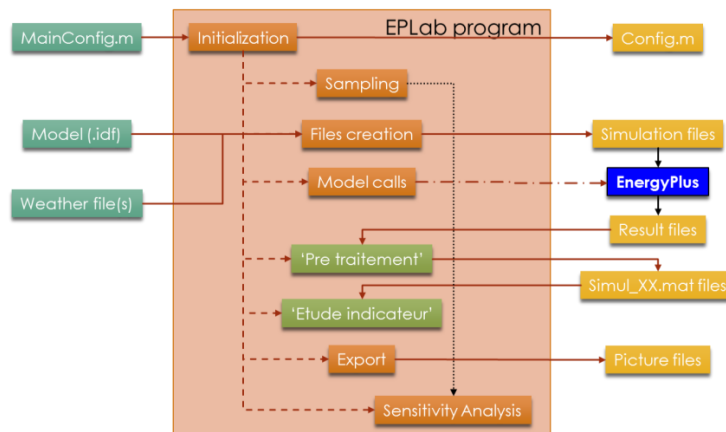 EPLab program
MainConfig.m
Initialization
Config.m
Sampling
Model (.idf)
Files creation
Simulation files
Model calls
EnergyPlus
Weather file(s)
Result files
‘Pre traitement’
Simul_XX.mat files
‘Etude indicateur’
Export
Picture files
Sensitivity Analysis